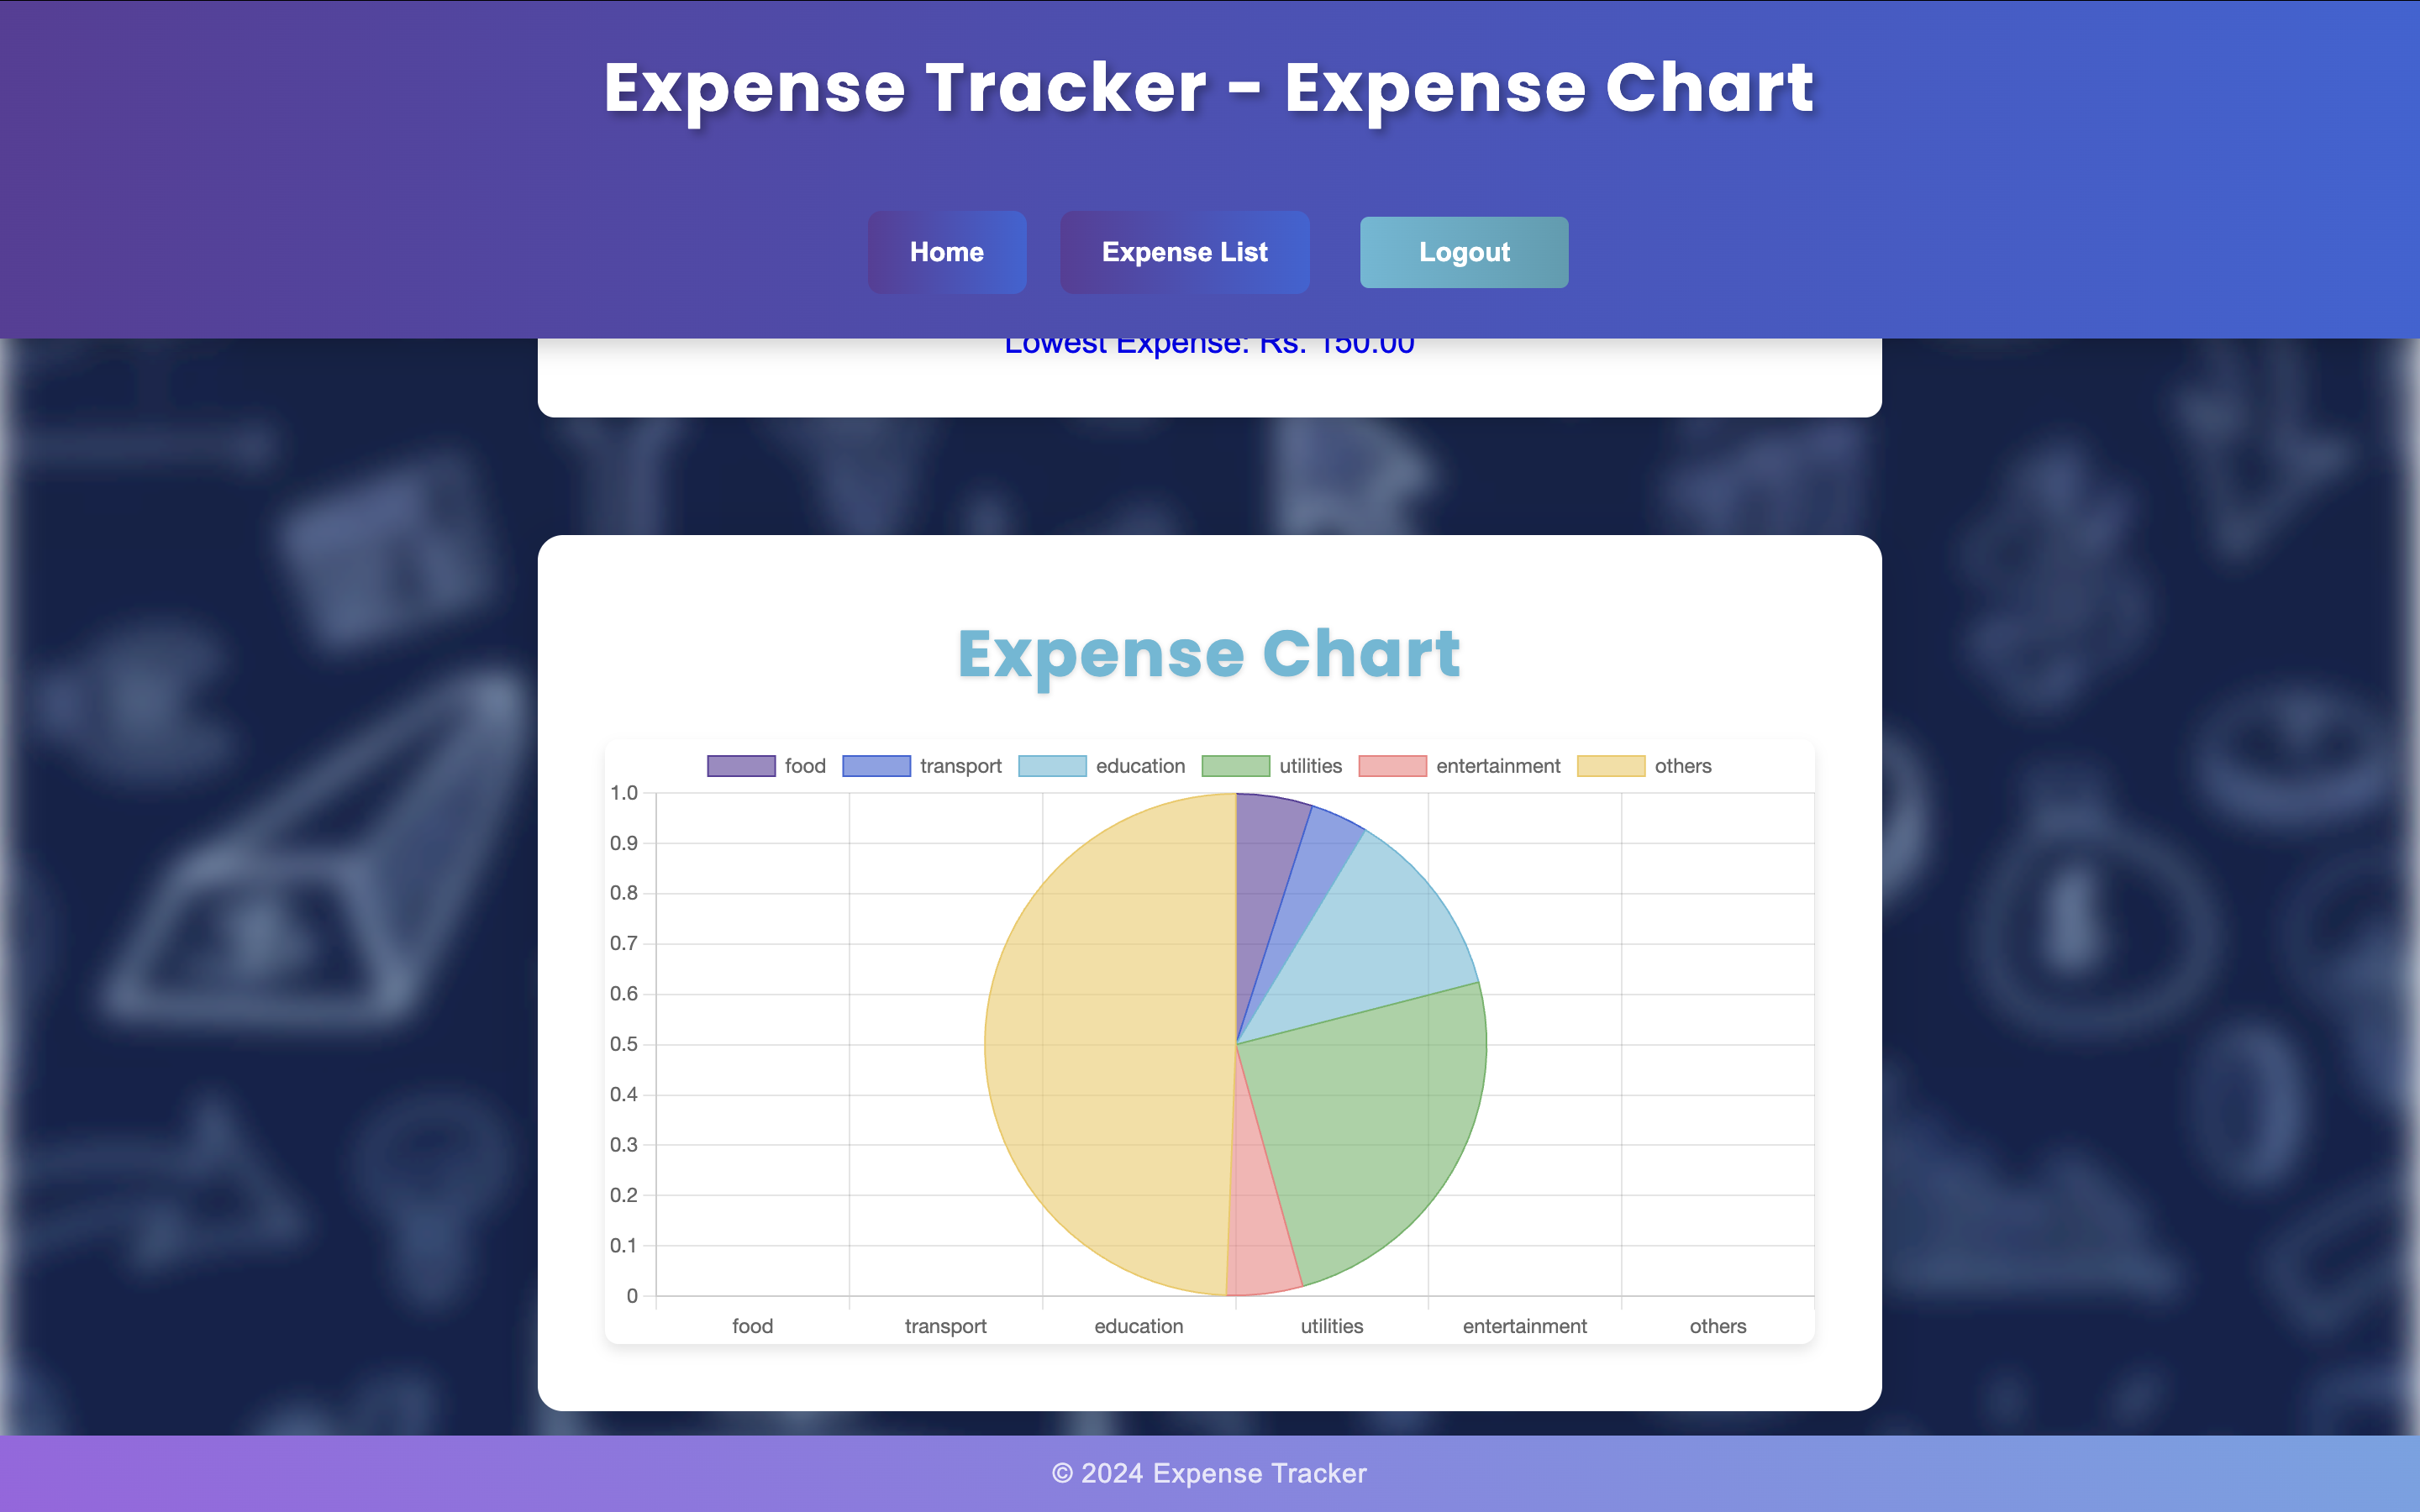 Expense Tracker - Expense Chart
Home Expense List Logout
Lowest Expense: Rs. 150.00
Expense Chart
food transport education utilities entertainment others
1.0
0.9
0.8
0.7
0.6
0.5
0.4
0.3
0.2
0.1
0
food transport education utilities entertainment others
© 2024 Expense Tracker